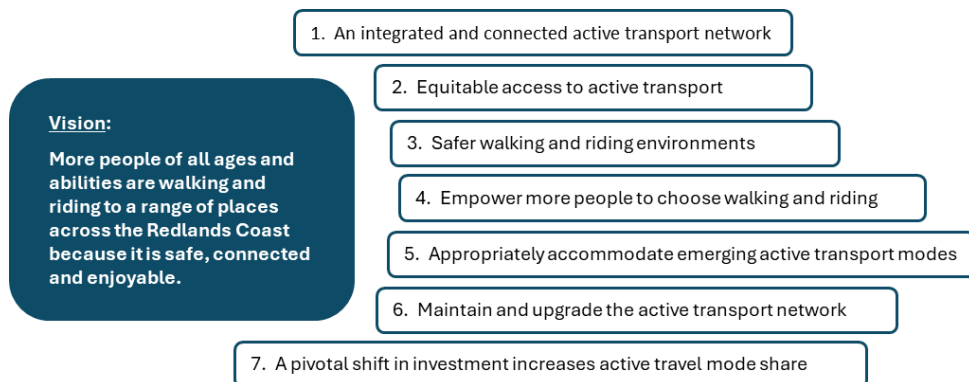 1. An integrated and connected active transport network
2. Equitable access to active transport
Vision:
3. Safer walking and riding environments
More people of all ages and
abilities are walking and
riding to a range of places
across the Redlands Coast
because it is safe, connected
and enjoyable.
4. Empower more people to choose walking and riding
5. Appropriately accommodate emerging active transport modes
6. Maintain and upgrade the active transport network
7. A pivotal shift in investment increases active travel mode share